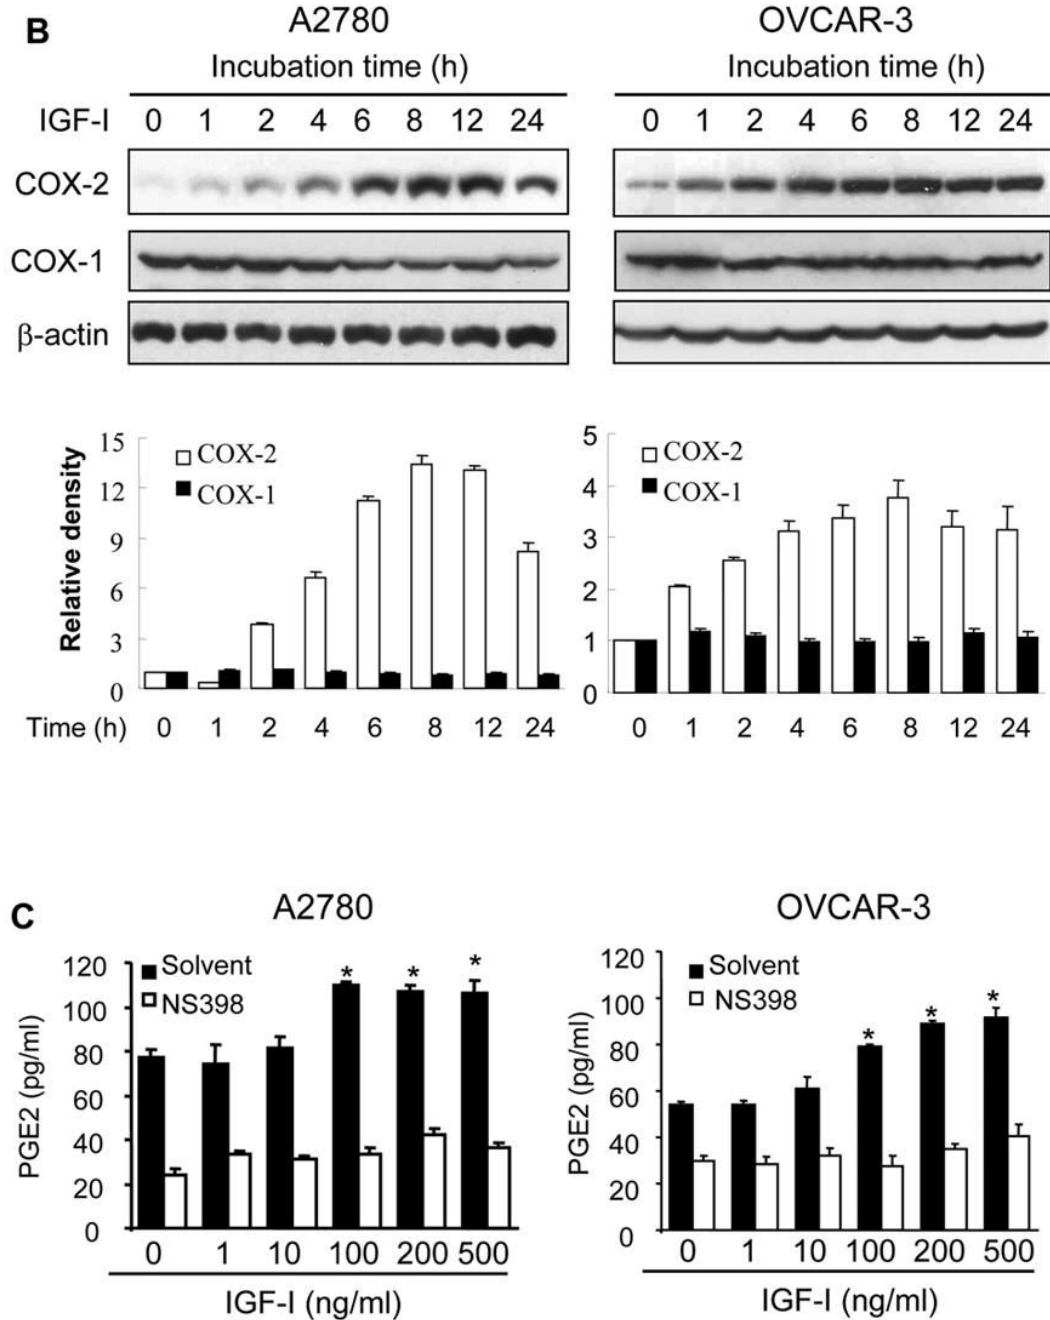 B
A2780
OVCAR-3
Incubation time (h)
Incubation time (h)
IGF-I 0 1 2 4 6 8 12 24
0 1 2 4 6 8 12 24
COX-2
COX-1
β-actin
Relative density
15
12
9
6
3
0
COX-2
COX-1
5
4
3
2
1
0
COX-2
COX-1
Time (h) 0 1 2 4 6 8 12 24
0 1 2 4 6 8 12 24
C
A2780
OVCAR-3
PGE2 (pg/ml)
120
100
80
60
40
20
0
Solvent
NS398
* * *
0 1 10 100 200 500
IGF-I (ng/ml)
PGE2 (pg/ml)
120
100
80
60
40
20
0
Solvent
NS398
* * *
0 1 10 100 200 500
IGF-I (ng/ml)